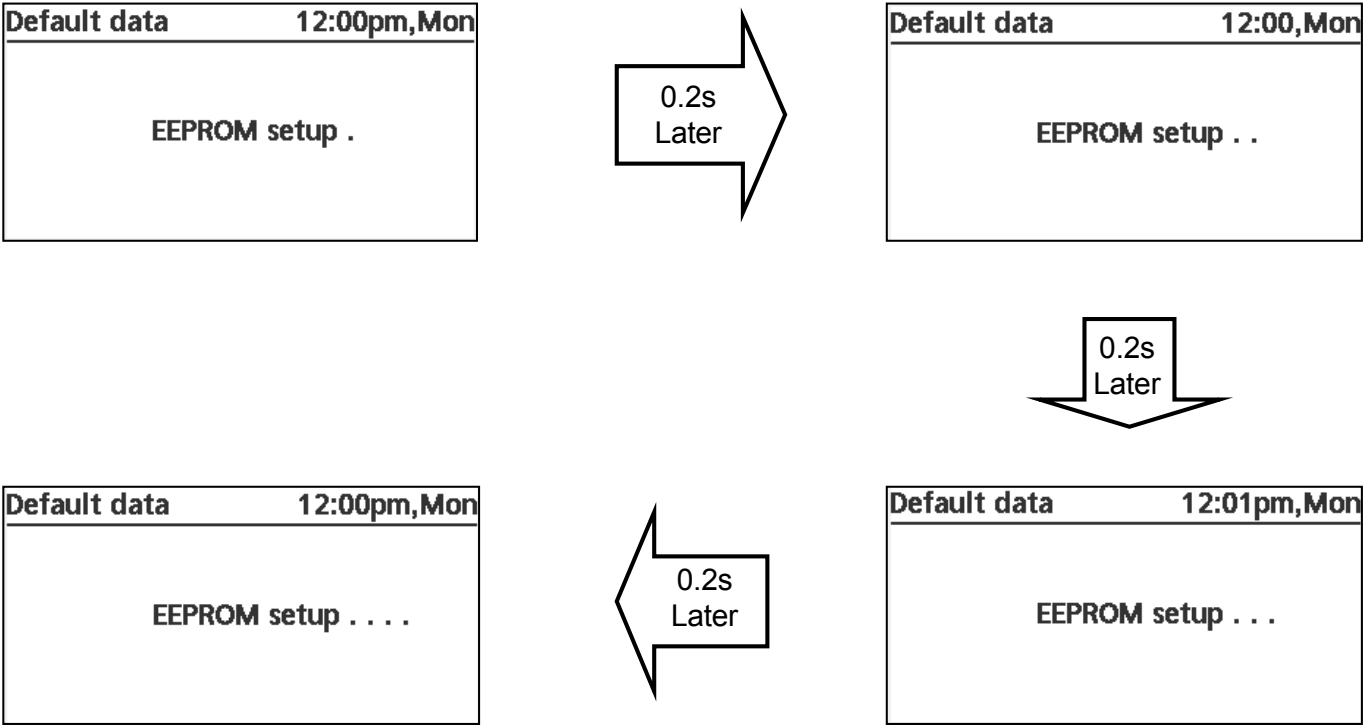 Default data 12:00pm,Mon
EEPROM setup .
0.2s
Later
Default data 12:00,Mon
EEPROM setup . .
0.2s
Later
Default data 12:01pm,Mon
EEPROM setup . . .
0.2s
Later
Default data 12:00pm,Mon
EEPROM setup . . . .